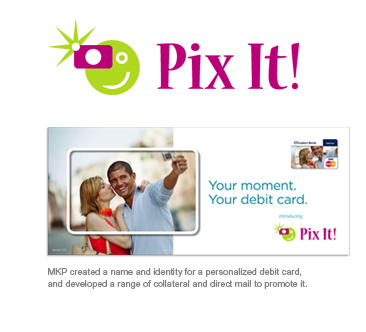 Pix It!
Your moment.
Your debit card.
introducing
Pix It!
MKP created a name and identity for a personalized debit card,
and developed a range of collateral and direct mail to promote it.